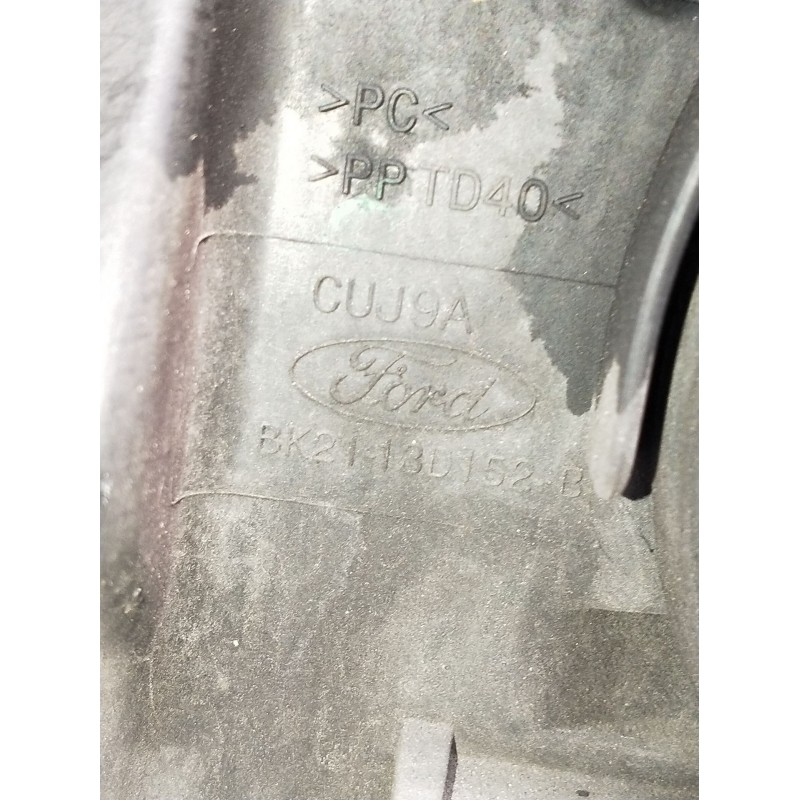 >PC<
>PPTD40<
CUJ9A
Ford
BK21-13D152-B